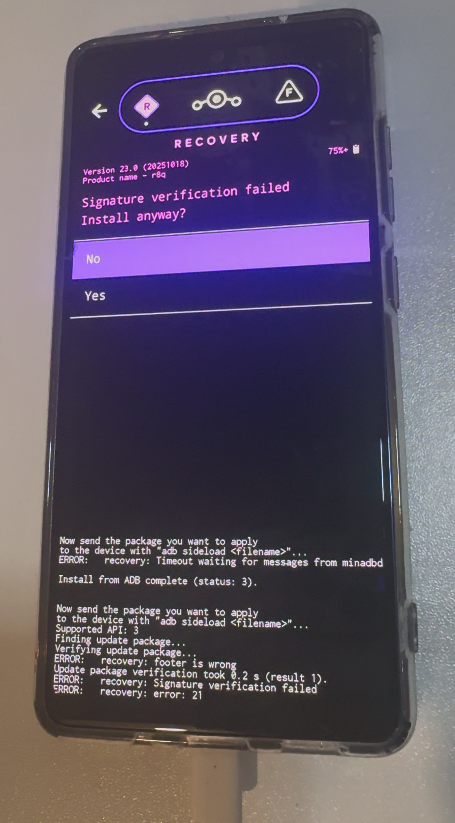 R
F
RECOVERY
75%+
Version 23.0 (20251018)
Product name - r8q
Signature verification failed
Install anyway?
No
Yes
Now send the package you want to apply
to the device with "adb sideload <filename>"...
ERROR: recovery: Timeout waiting for messages from minadbd
Install from ADB complete (status: 3).
Now send the package you want to apply
to the device with "adb sideload <filename>"...
Supported API: 3
Finding update package...
Verifying update package...
ERROR: recovery: footer is wrong
Update package verification took 0.2 s (result 1).
ERROR: recovery: Signature verification failed
ERROR: recovery: error: 21